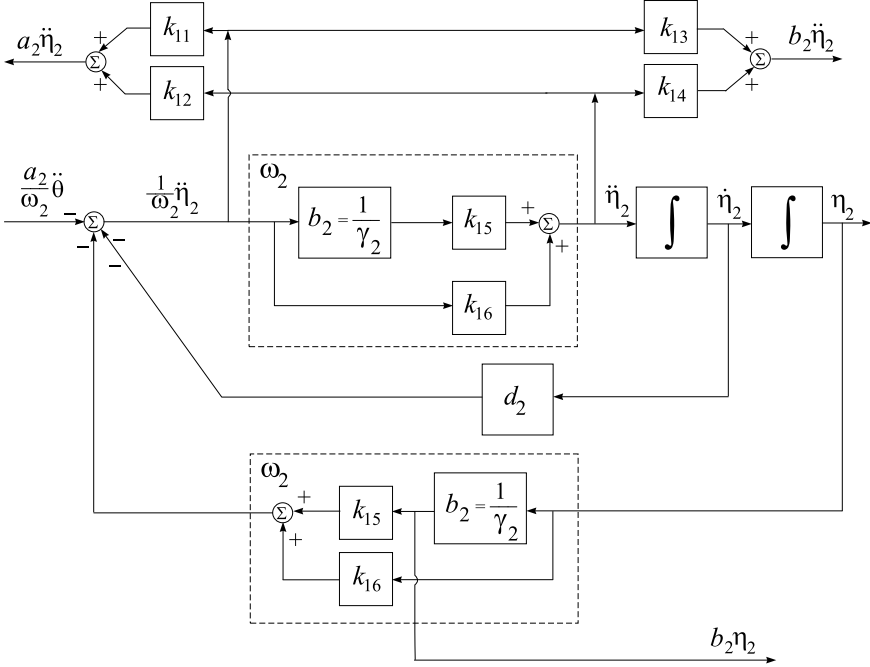 k₁₁ k₁₃
a₂η̈₂ + Σ + + Σ + b₂η̈₂
k₁₂ k₁₄
ω₂
a₂/ω₂ θ̈ − Σ − − − 1/ω₂ η̈₂ b₂ = 1/γ₂ k₁₅ + Σ + η̈₂ ∫ η̇₂ ∫ η₂
k₁₆
d₂
ω₂
Σ + + k₁₅ b₂ = 1/γ₂
k₁₆
b₂η₂